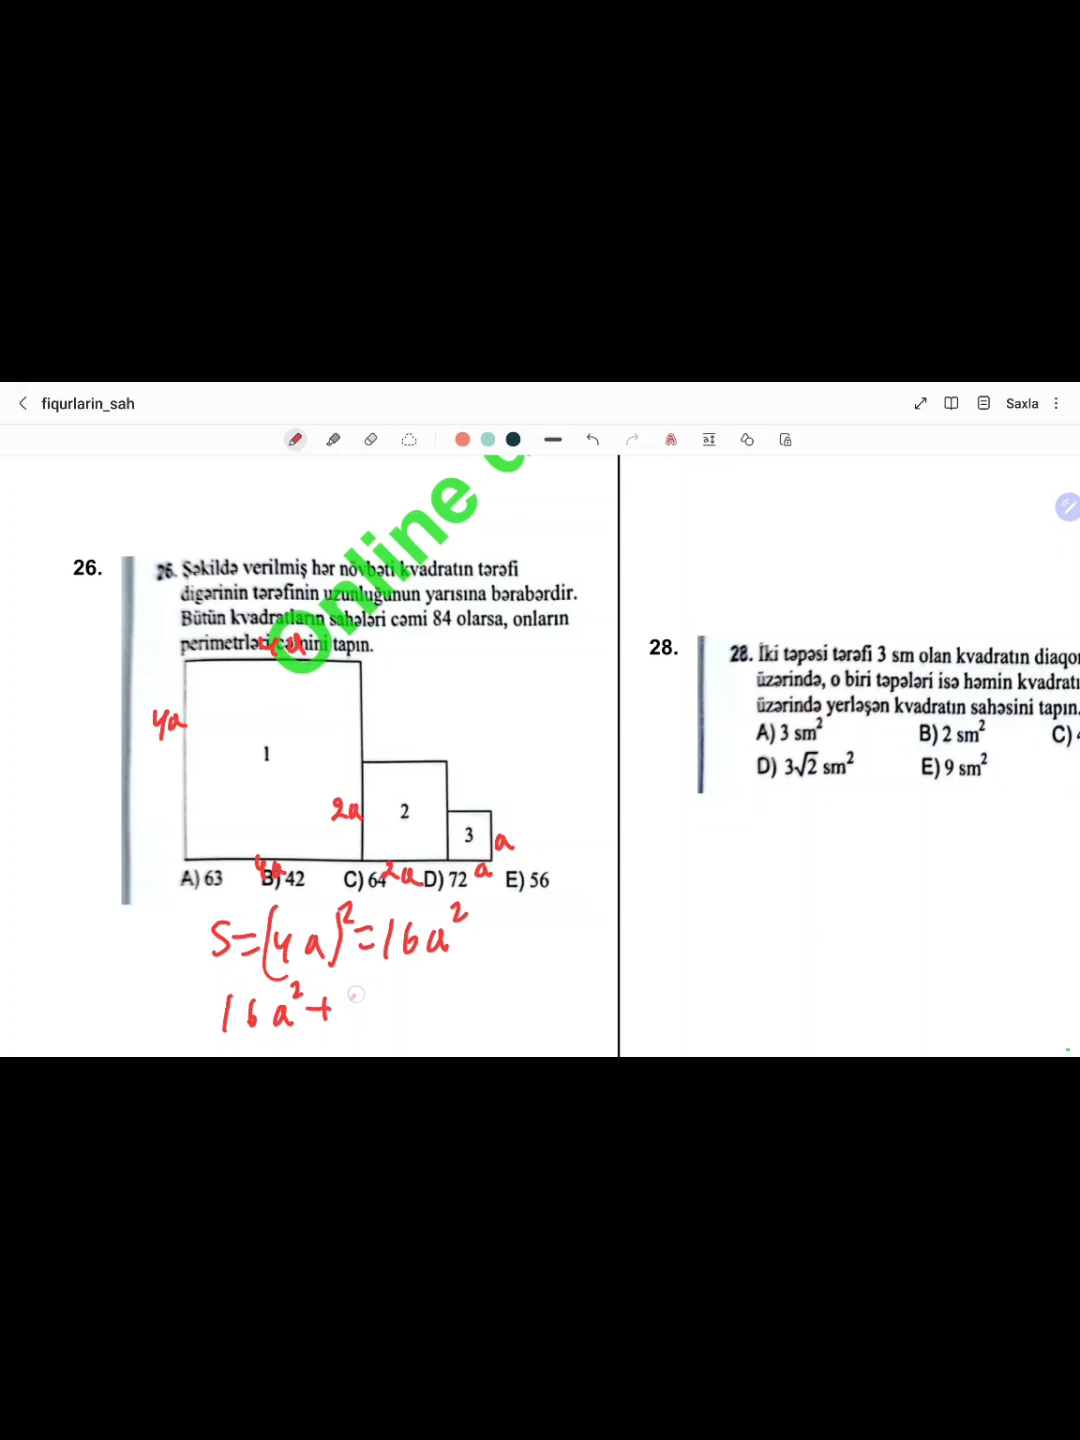 fiqurlarin_sah
Saxla
Online
26.
26. Şəkildə verilmiş hər növbəti kvadratın tərəfi
digərinin tərəfinin uzunluğunun yarısına bərabərdir.
Bütün kvadratların sahələri cəmi 84 olarsa, onların
tapın.
4a
4a
1
2a
2
3
a
4a
2a
a
A) 63 B) 42 C) 64 D) 72 E) 56
S=(4a)²=16a²
16a²+
28.
28. İki təpəsi tərəfi 3 sm olan kvadratın diaqo
üzərində, o biri təpələri isə həmin kvadratı
üzərində yerləşən kvadratın sahəsini tapın.
A) 3 sm² B) 2 sm² C)
D) 3√2 sm² E) 9 sm²